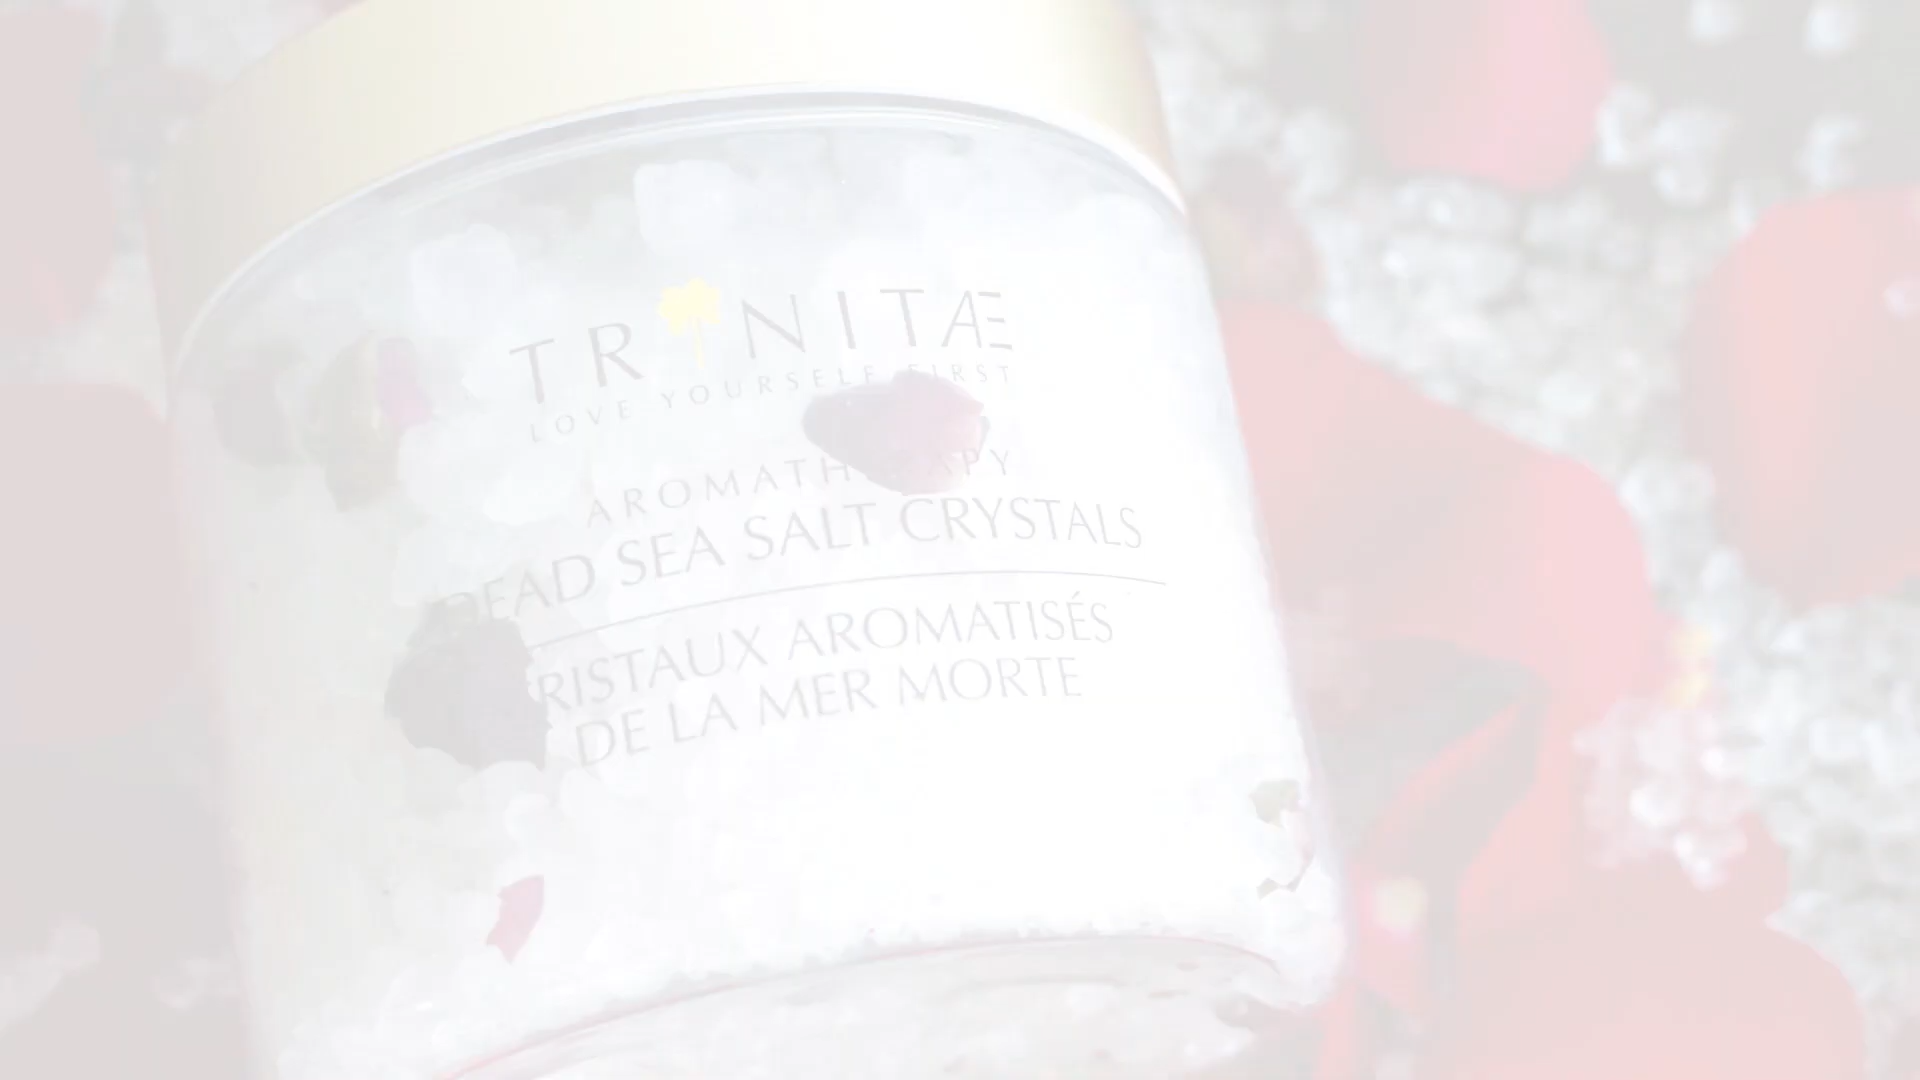 TRINITÆ
LOVE YOURSELF FIRST
AROMATHERAPY
DEAD SEA SALT CRYSTALS
CRISTAUX AROMATISÉS
DE LA MER MORTE